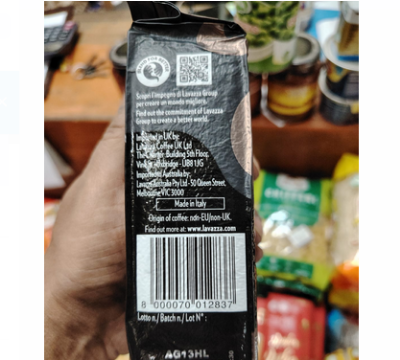 Scopri l'impegno di Lavazza Group
per creare un mondo migliore.
Find out the commitment of Lavazza
Group to create a better world.
Imported in UK by:
Lavazza Coffee UK Ltd
The Charter Building 5th Floor,
Uxbridge - UB8 1JG
Imported in Australia by:
Lavazza Australia Pty Ltd - 50 Queen Street,
Melbourne VIC 3000
Made in Italy
Origin of coffee: non-EU/non-UK.
Find out more at: www.lavazza.com
8 000070 012837
Lotto n./ Batch n./ Lot N° :
AG13HL